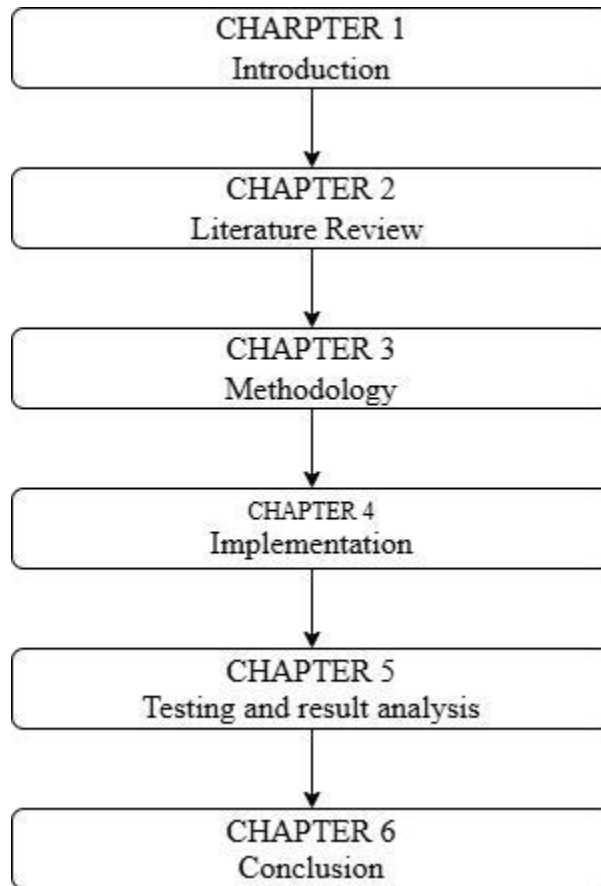 CHARPTER 1
Introduction
CHAPTER 2
Literature Review
CHAPTER 3
Methodology
CHAPTER 4
Implementation
CHAPTER 5
Testing and result analysis
CHAPTER 6
Conclusion